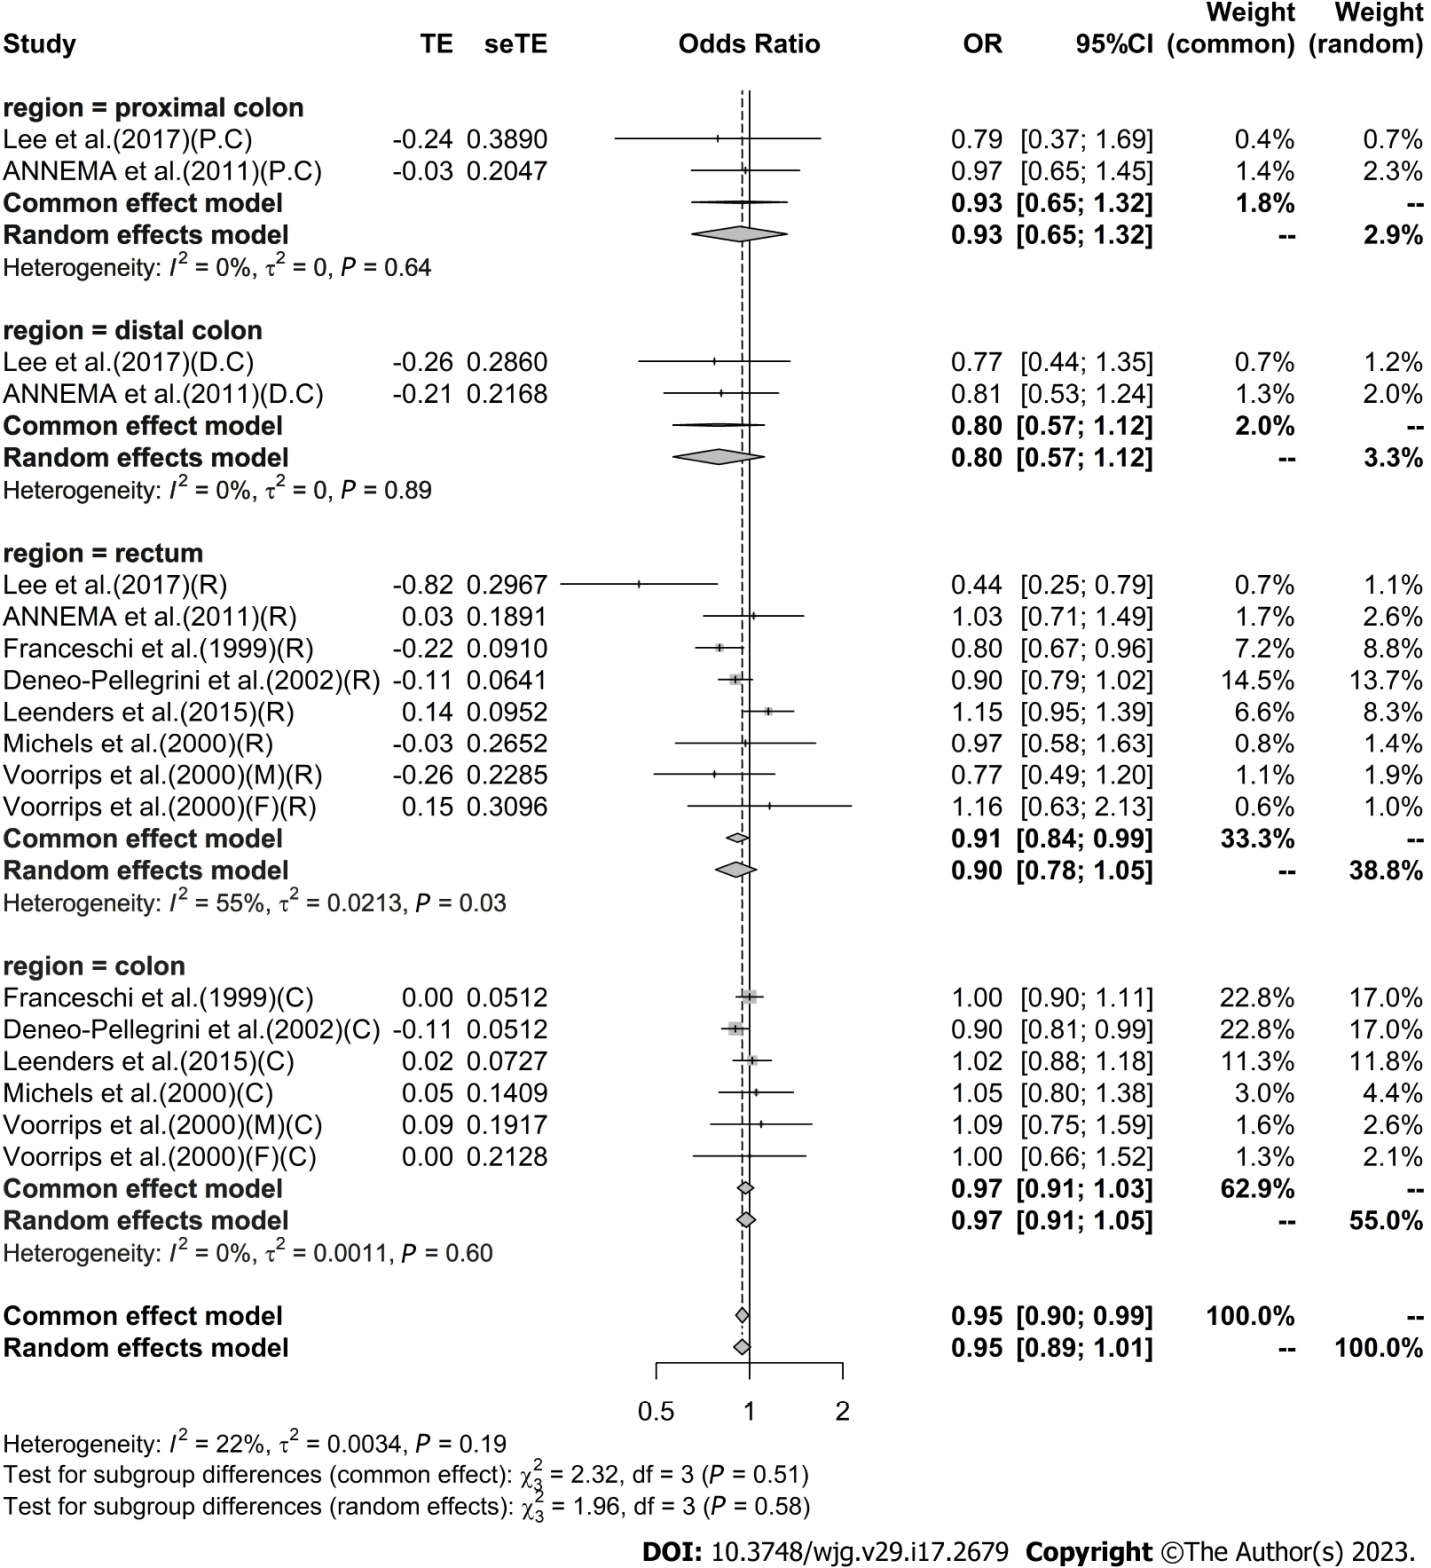 Weight Weight
Study TE seTE Odds Ratio OR 95%CI (common) (random)
region = proximal colon
Lee et al.(2017)(P.C) -0.24 0.3890 0.79 [0.37; 1.69] 0.4% 0.7%
ANNEMA et al.(2011)(P.C) -0.03 0.2047 0.97 [0.65; 1.45] 1.4% 2.3%
Common effect model 0.93 [0.65; 1.32] 1.8% --
Random effects model 0.93 [0.65; 1.32] -- 2.9%
Heterogeneity: I² = 0%, τ² = 0, P = 0.64
region = distal colon
Lee et al.(2017)(D.C) -0.26 0.2860 0.77 [0.44; 1.35] 0.7% 1.2%
ANNEMA et al.(2011)(D.C) -0.21 0.2168 0.81 [0.53; 1.24] 1.3% 2.0%
Common effect model 0.80 [0.57; 1.12] 2.0% --
Random effects model 0.80 [0.57; 1.12] -- 3.3%
Heterogeneity: I² = 0%, τ² = 0, P = 0.89
region = rectum
Lee et al.(2017)(R) -0.82 0.2967 0.44 [0.25; 0.79] 0.7% 1.1%
ANNEMA et al.(2011)(R) 0.03 0.1891 1.03 [0.71; 1.49] 1.7% 2.6%
Franceschi et al.(1999)(R) -0.22 0.0910 0.80 [0.67; 0.96] 7.2% 8.8%
Deneo-Pellegrini et al.(2002)(R) -0.11 0.0641 0.90 [0.79; 1.02] 14.5% 13.7%
Leenders et al.(2015)(R) 0.14 0.0952 1.15 [0.95; 1.39] 6.6% 8.3%
Michels et al.(2000)(R) -0.03 0.2652 0.97 [0.58; 1.63] 0.8% 1.4%
Voorrips et al.(2000)(M)(R) -0.26 0.2285 0.77 [0.49; 1.20] 1.1% 1.9%
Voorrips et al.(2000)(F)(R) 0.15 0.3096 1.16 [0.63; 2.13] 0.6% 1.0%
Common effect model 0.91 [0.84; 0.99] 33.3% --
Random effects model 0.90 [0.78; 1.05] -- 38.8%
Heterogeneity: I² = 55%, τ² = 0.0213, P = 0.03
region = colon
Franceschi et al.(1999)(C) 0.00 0.0512 1.00 [0.90; 1.11] 22.8% 17.0%
Deneo-Pellegrini et al.(2002)(C) -0.11 0.0512 0.90 [0.81; 0.99] 22.8% 17.0%
Leenders et al.(2015)(C) 0.02 0.0727 1.02 [0.88; 1.18] 11.3% 11.8%
Michels et al.(2000)(C) 0.05 0.1409 1.05 [0.80; 1.38] 3.0% 4.4%
Voorrips et al.(2000)(M)(C) 0.09 0.1917 1.09 [0.75; 1.59] 1.6% 2.6%
Voorrips et al.(2000)(F)(C) 0.00 0.2128 1.00 [0.66; 1.52] 1.3% 2.1%
Common effect model 0.97 [0.91; 1.03] 62.9% --
Random effects model 0.97 [0.91; 1.05] -- 55.0%
Heterogeneity: I² = 0%, τ² = 0.0011, P = 0.60
Common effect model 0.95 [0.90; 0.99] 100.0% --
Random effects model 0.95 [0.89; 1.01] -- 100.0%
0.5 1 2
Heterogeneity: I² = 22%, τ² = 0.0034, P = 0.19
Test for subgroup differences (common effect): χ²₃ = 2.32, df = 3 (P = 0.51)
Test for subgroup differences (random effects): χ²₃ = 1.96, df = 3 (P = 0.58)
DOI: 10.3748/wjg.v29.i17.2679 Copyright ©The Author(s) 2023.